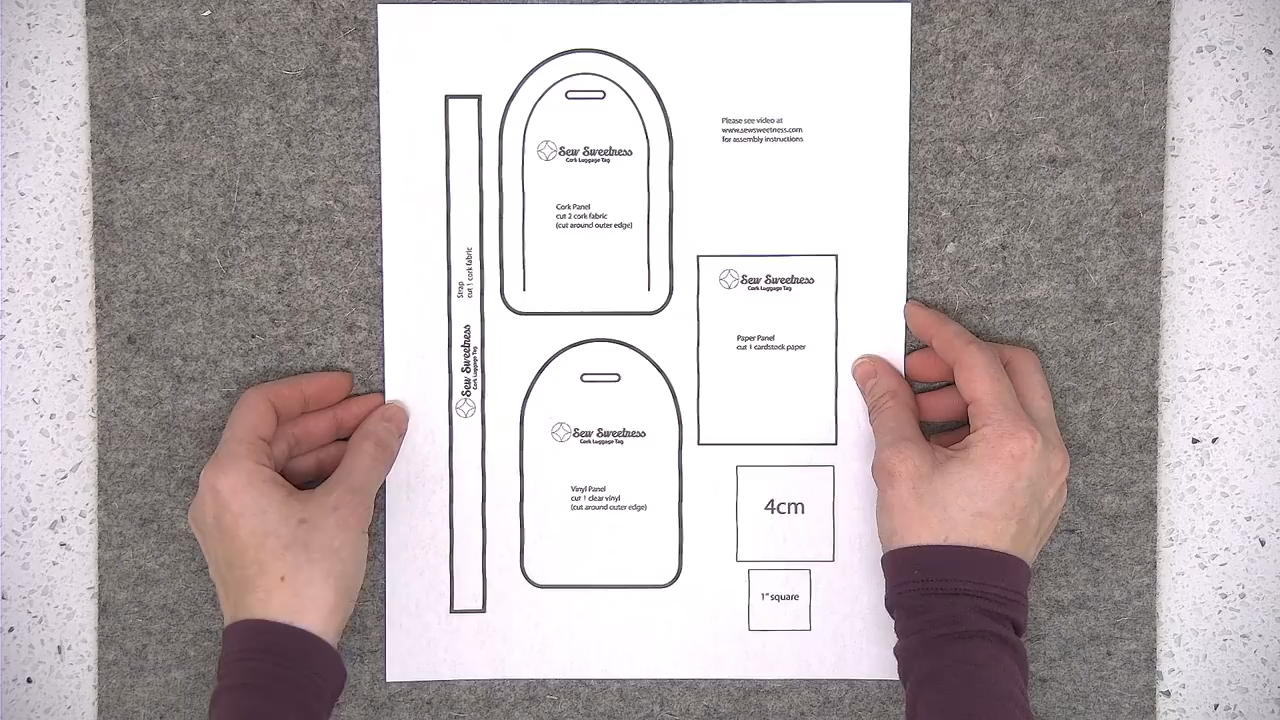 Strap
cut 1 cork fabric
Sew Sweetness
Cork Luggage Tag
Sew Sweetness
Cork Luggage Tag
Cork Panel
cut 2 cork fabric
(cut around outer edge)
Sew Sweetness
Cork Luggage Tag
Vinyl Panel
cut 1 clear vinyl
(cut around outer edge)
Please see video at
www.sewsweetness.com
for assembly instructions
Sew Sweetness
Cork Luggage Tag
Paper Panel
cut 1 cardstock paper
4cm
1" square